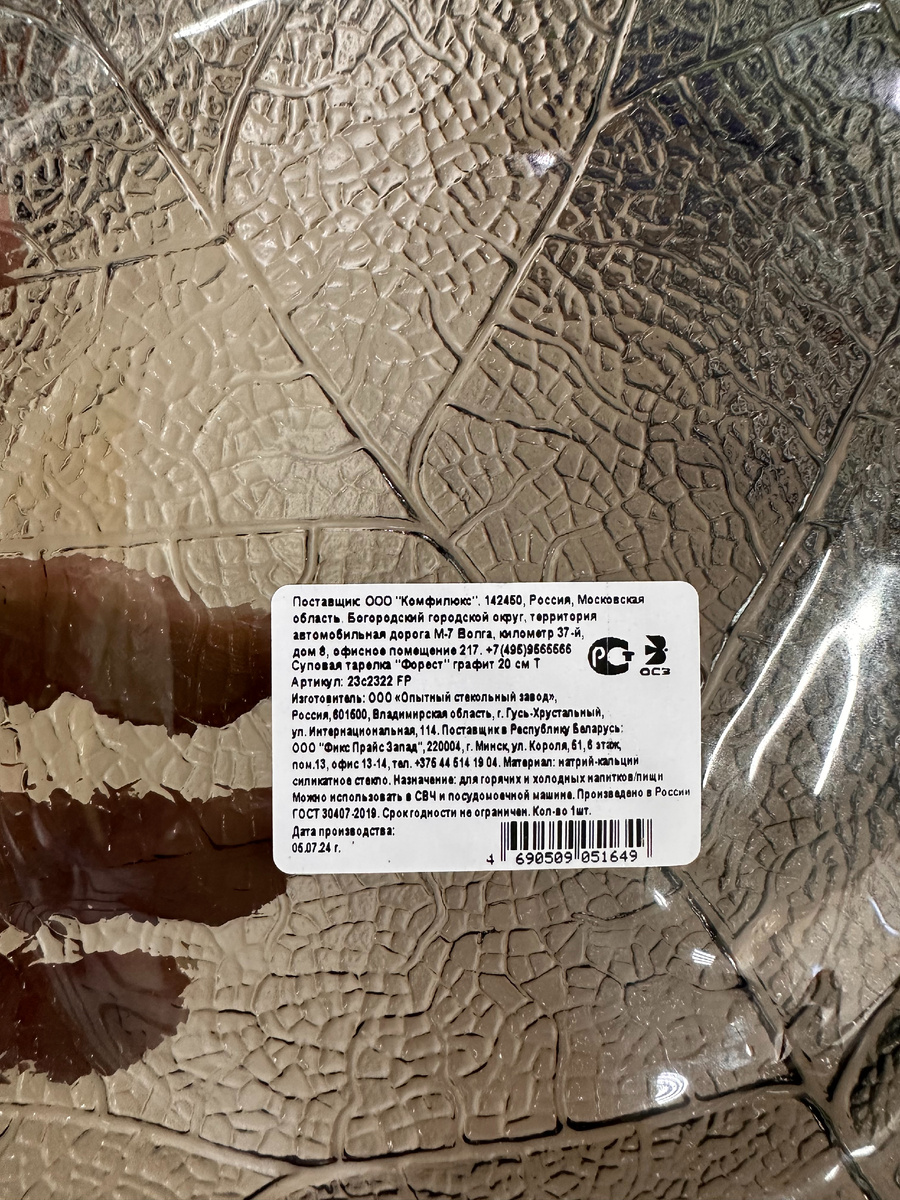 Поставщик: ООО "Комфилюкс". 142450, Россия, Московская
область. Богородский городской округ, территория
автомобильная дорога М-7 Волга, километр 37-й,
дом 8, офисное помещение 217. +7(495)9565566
Суповая тарелка "Форест" графит 20 см Т
Артикул: 23с2322 FP
Изготовитель: ООО «Опытный стекольный завод»,
Россия,601500, Владимирская область, г. Гусь-Хрустальный,
ул. Интернациональная, 114. Поставщик в Республику Беларусь:
ООО "Фикс Прайс Запад", 220004, г. Минск, ул. Короля, 51, 6 этаж,
пом.13, офис 13-14, тел. +375 44 514 19 04. Материал: натрий-кальций
силикатное стекло. Назначение: для горячих и холодных напитков/пищи
Можно использовать в СВЧ и посудомоечной машине. Произведено в России
ГОСТ 30407-2019. Срок годности не ограничен. Кол-во 1шт.
Дата производства:
05.07.24 г.
РСТ
ОСЗ
4 690509 051649